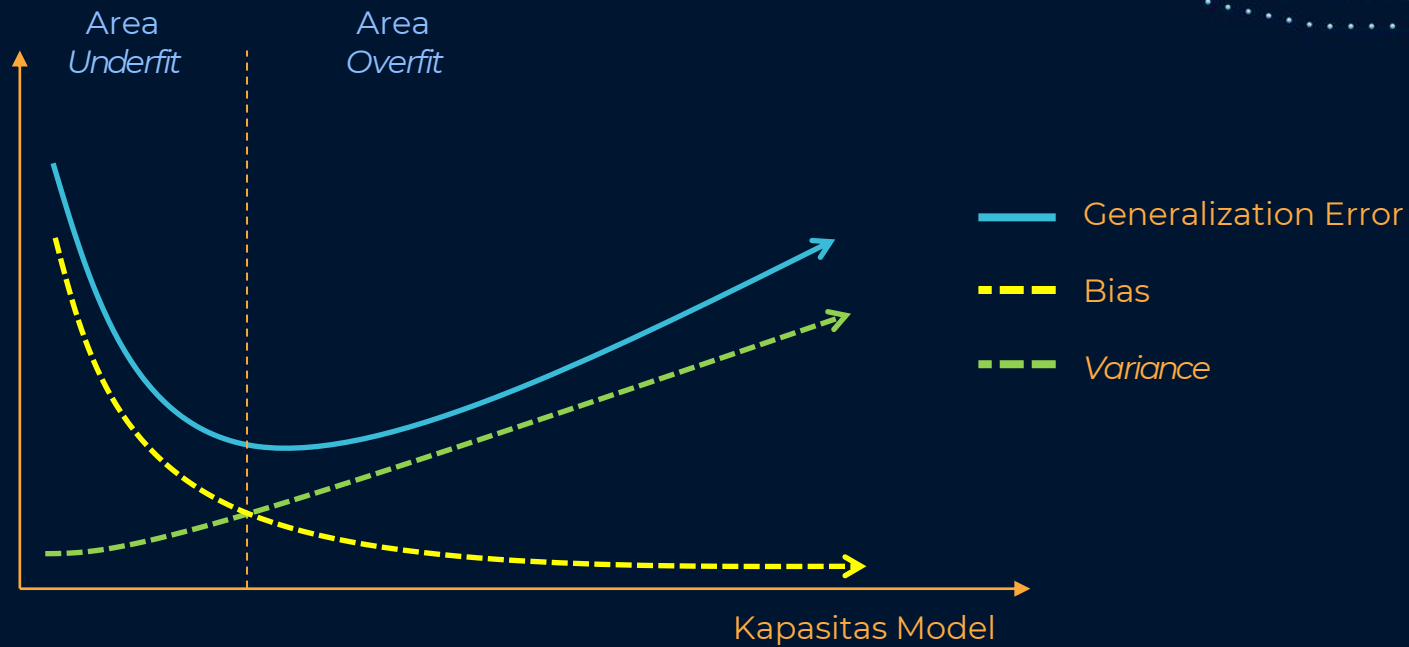 Area
Underfit
Area
Overfit
Generalization Error
Bias
Variance
Kapasitas Model